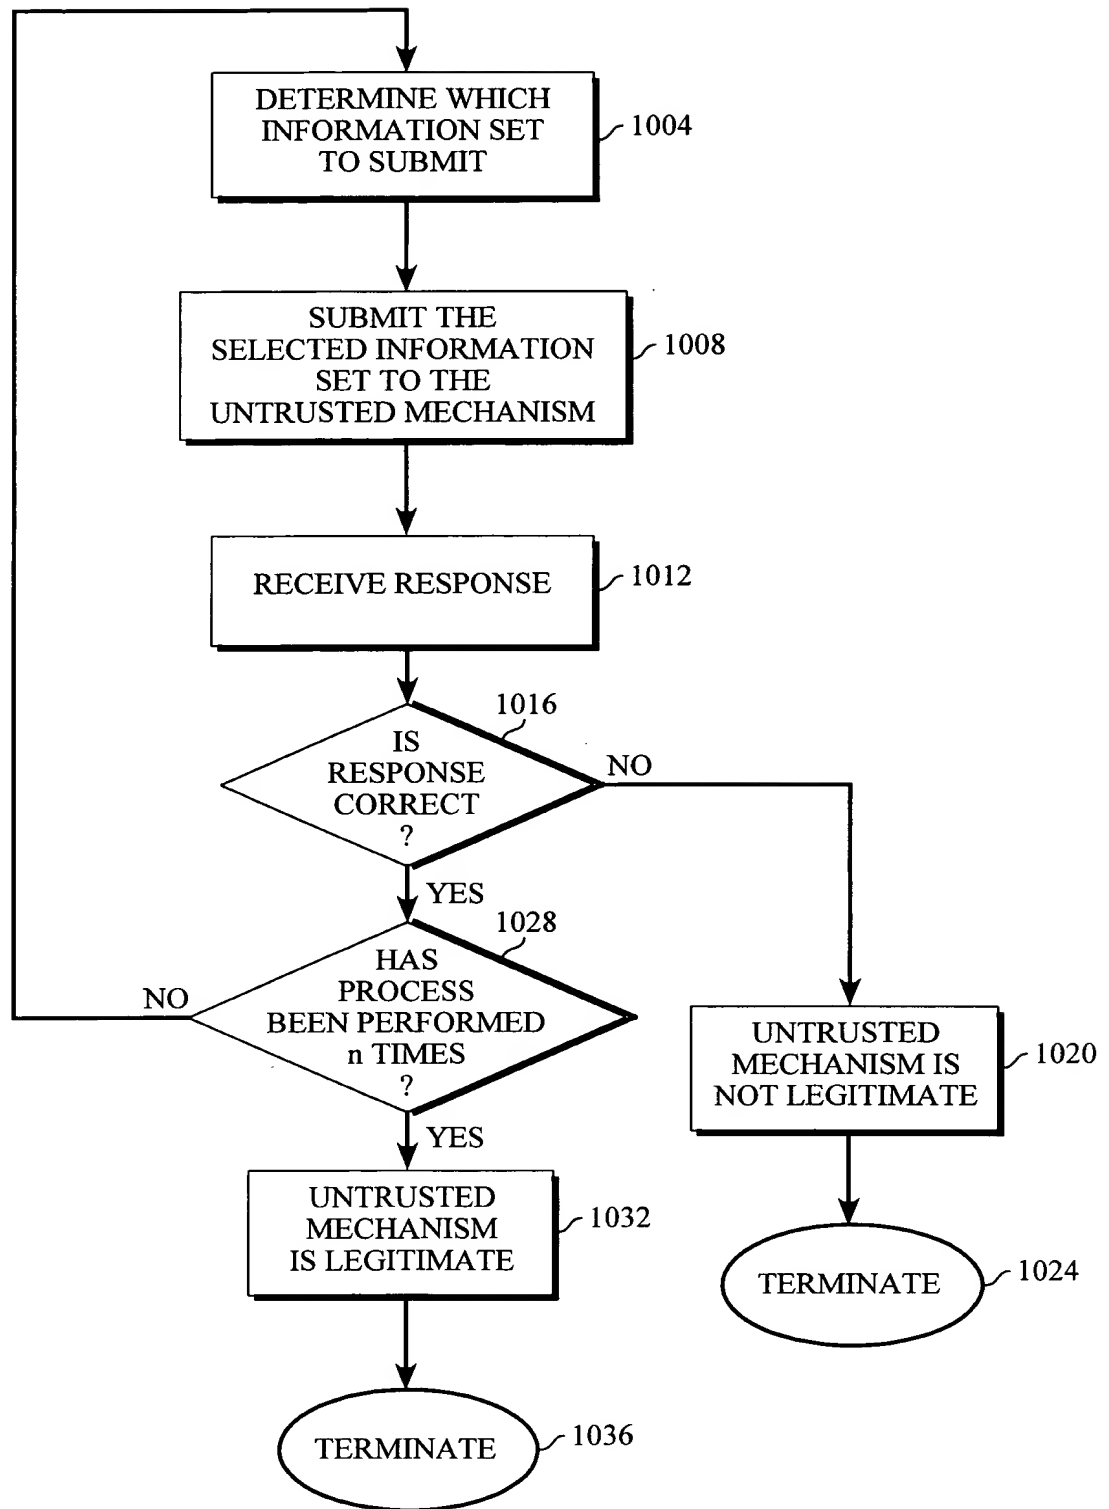 DETERMINE WHICH
INFORMATION SET
TO SUBMIT
1004
SUBMIT THE
SELECTED INFORMATION
SET TO THE
UNTRUSTED MECHANISM
1008
RECEIVE RESPONSE
1012
1016
IS
RESPONSE
CORRECT
?
NO
YES
1028
HAS
PROCESS
BEEN PERFORMED
n TIMES
?
NO
YES
UNTRUSTED
MECHANISM IS
NOT LEGITIMATE
1020
UNTRUSTED
MECHANISM
IS LEGITIMATE
1032
TERMINATE
1024
TERMINATE
1036